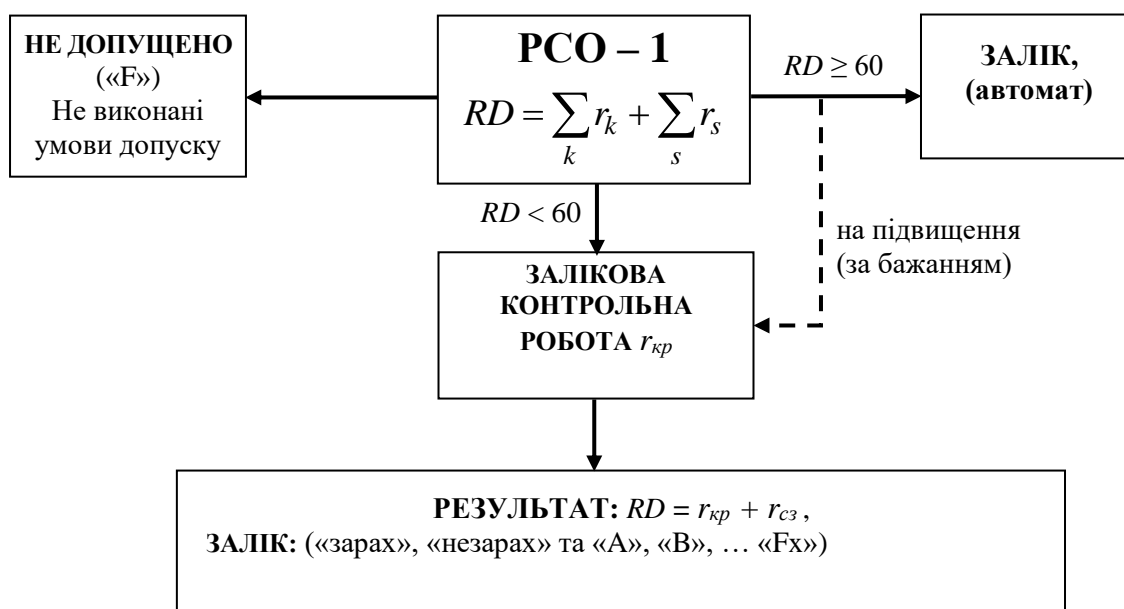 НЕ ДОПУЩЕНО
(«F»)
Не виконані
умови допуску
РСО – 1
RD = ∑ r_k + ∑ r_s
k s
RD ≥ 60
ЗАЛІК,
(автомат)
RD < 60
на підвищення
(за бажанням)
ЗАЛІКОВА
КОНТРОЛЬНА
РОБОТА r_кр
РЕЗУЛЬТАТ: RD = r_кр + r_сз ,
ЗАЛІК: («зарах», «незарах» та «А», «В», … «Fx»)